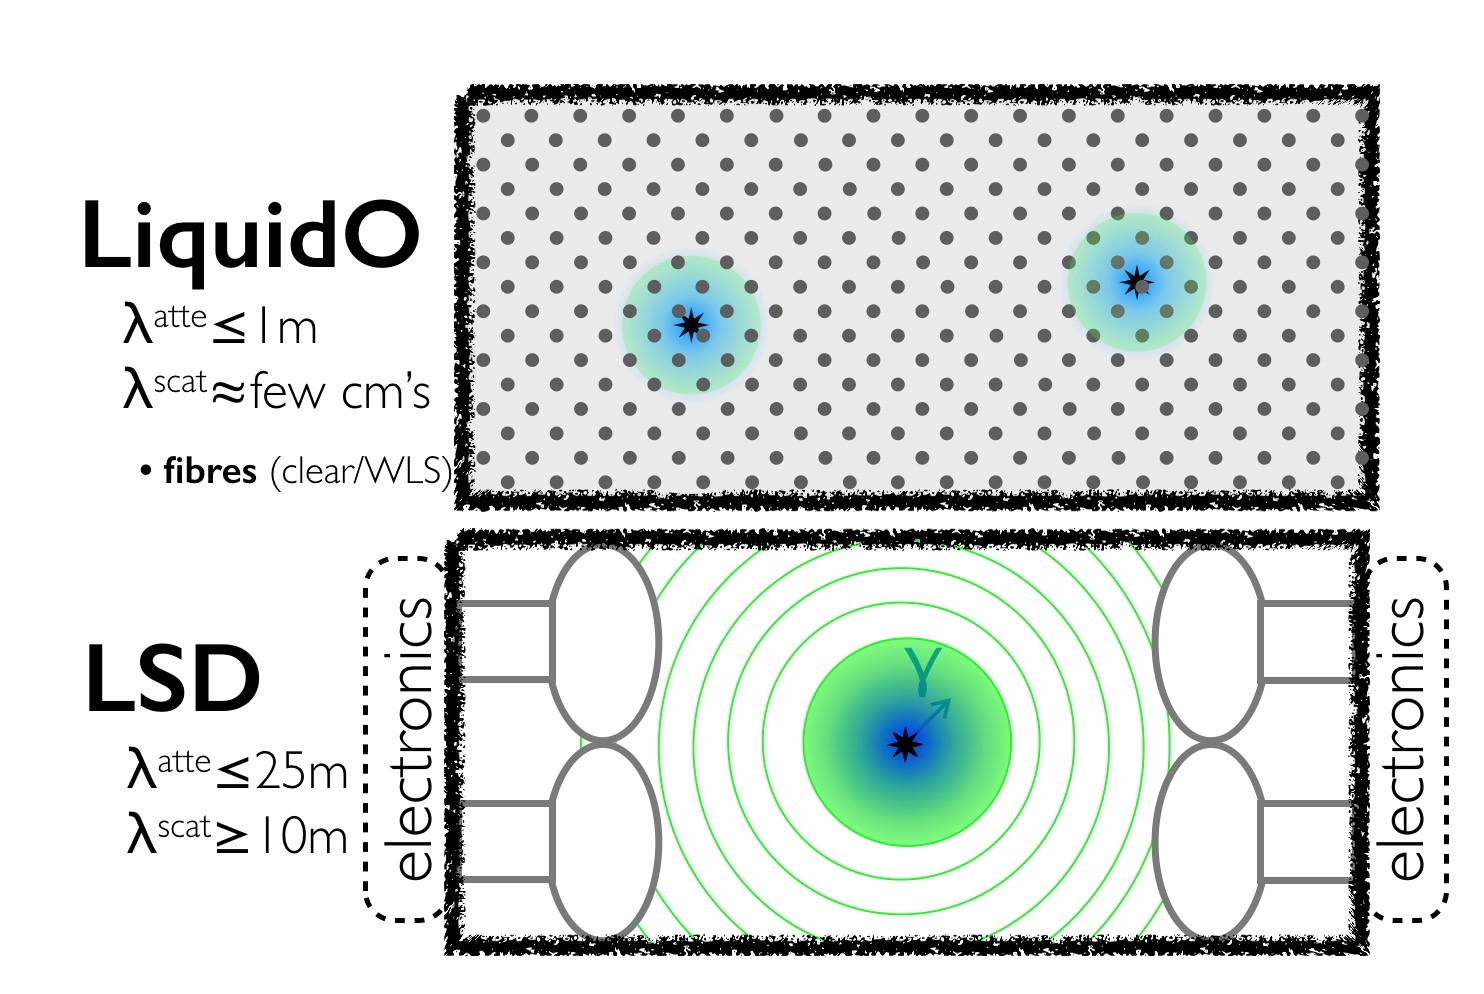 LiquidO
λatte≤1m
λscat≈few cm's
• fibres (clear/WLS)
LSD
λatte≤25m
λscat≥10m
electronics
γ
electronics